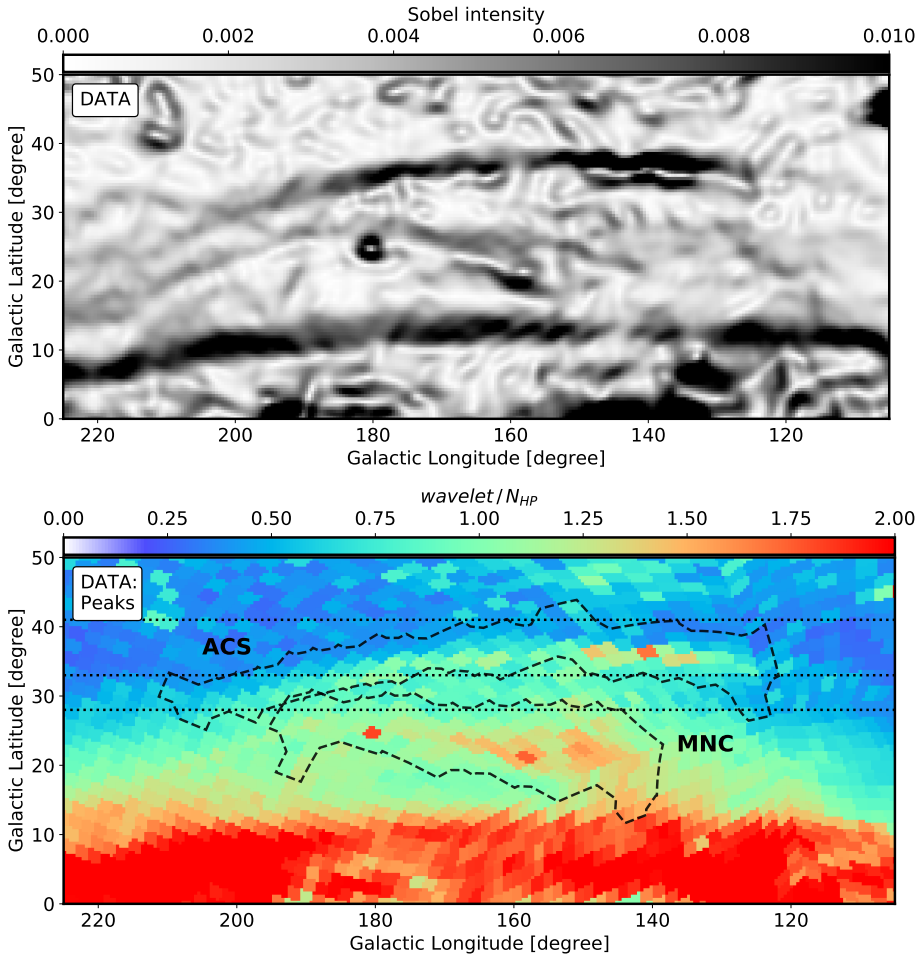 Sobel intensity
0.000 0.002 0.004 0.006 0.008 0.010
DATA
50
40
30
20
10
0
Galactic Latitude [degree]
220 200 180 160 140 120
Galactic Longitude [degree]
wavelet / N_HP
0.00 0.25 0.50 0.75 1.00 1.25 1.50 1.75 2.00
DATA:
Peaks
ACS
MNC
50
40
30
20
10
0
Galactic Latitude [degree]
220 200 180 160 140 120
Galactic Longitude [degree]